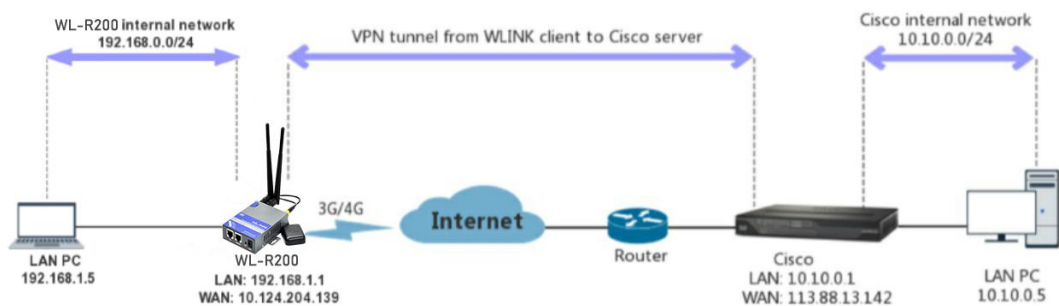 WL-R200 internal network
192.168.0.0/24
VPN tunnel from WLINK client to Cisco server
Cisco internal network
10.10.0.0/24
3G/4G
Internet
Router
LAN PC
192.168.1.5
WL-R200
LAN: 192.168.1.1
WAN: 10.124.204.139
Cisco
LAN: 10.10.0.1
WAN: 113.88.13.142
LAN PC
10.10.0.5